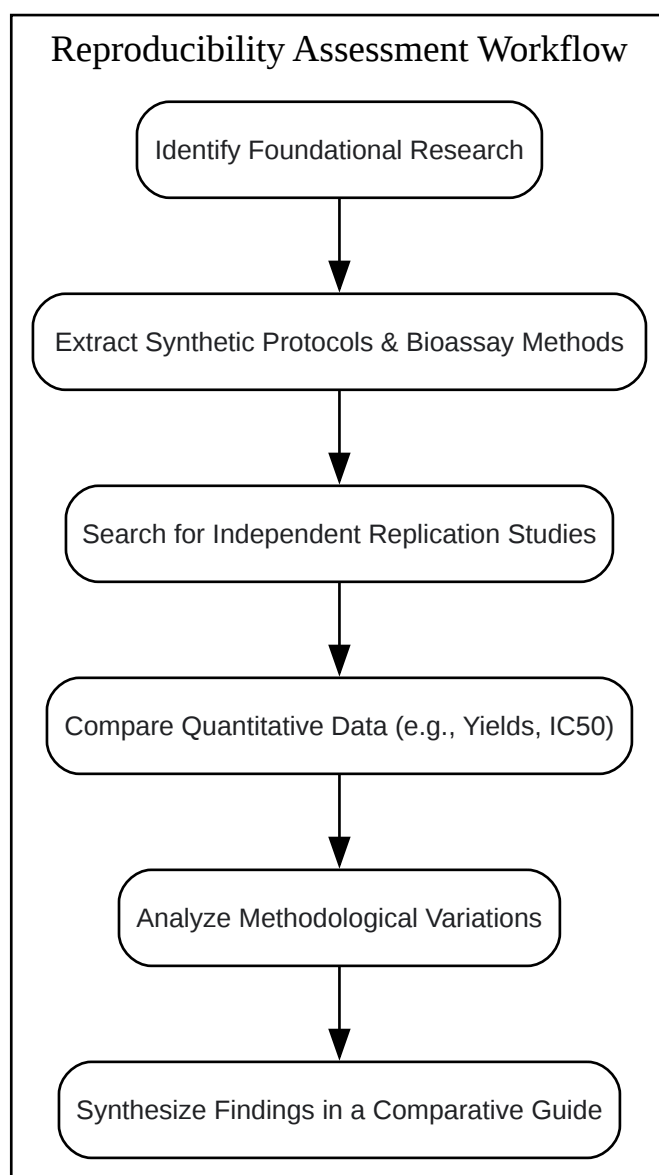 Reproducibility Assessment Workflow
Identify Foundational Research
Extract Synthetic Protocols & Bioassay Methods
Search for Independent Replication Studies
Compare Quantitative Data (e.g., Yields, IC50)
Analyze Methodological Variations
Synthesize Findings in a Comparative Guide